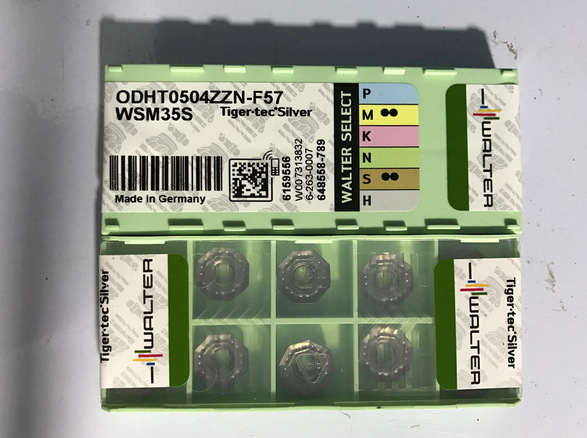 ODHT0504ZZN-F57
WSM35S Tiger·tec®Silver
Made in Germany
6159556
W007313832
6-263-0007
648558-789
WALTER SELECT
P
M
K
N
S
H
WALTER
Tiger·tec®Silver
WALTER
WALTER
Tiger·tec®Silver